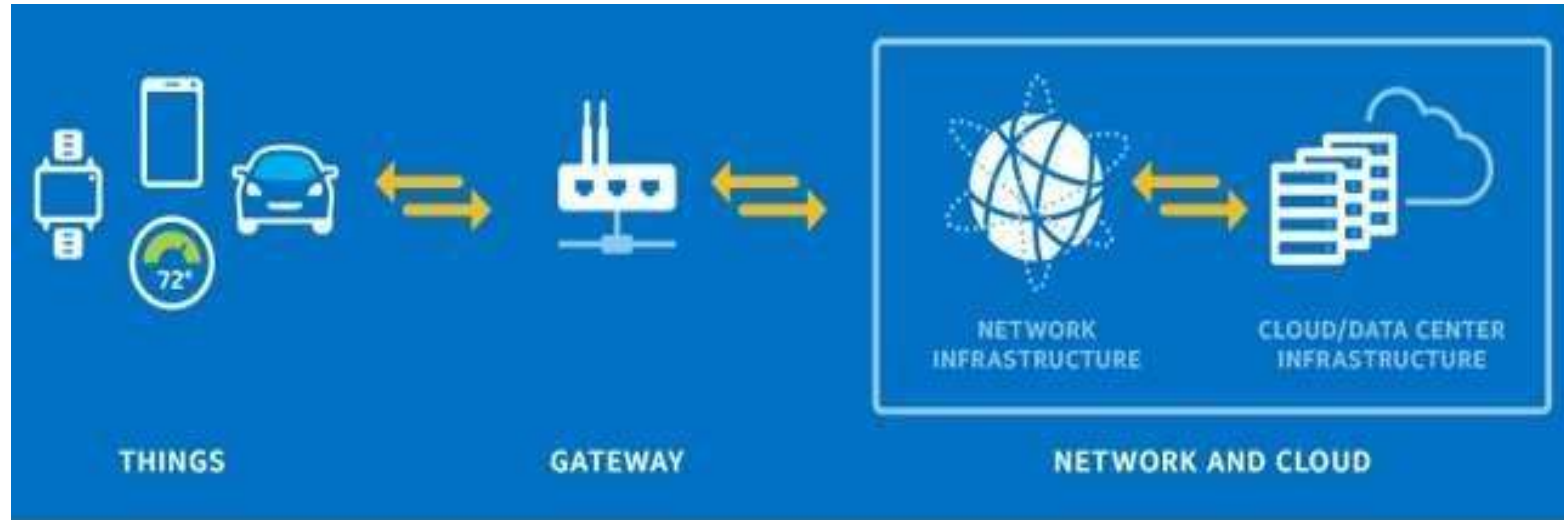 72°
NETWORK
INFRASTRUCTURE
CLOUD/DATA CENTER
INFRASTRUCTURE
THINGS
GATEWAY
NETWORK AND CLOUD